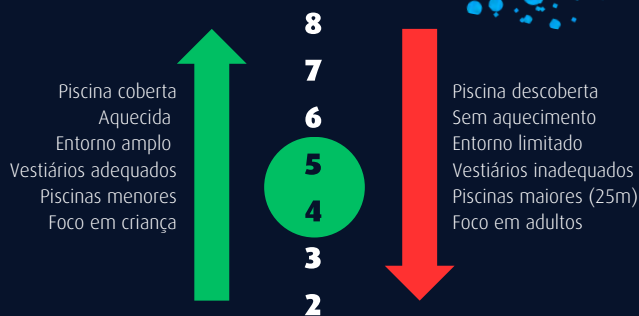 8
7
6
5
4
3
2
Piscina coberta
Aquecida
Entorno amplo
Vestiários adequados
Piscinas menores
Foco em criança
Piscina descoberta
Sem aquecimento
Entorno limitado
Vestiários inadequados
Piscinas maiores (25m)
Foco em adultos